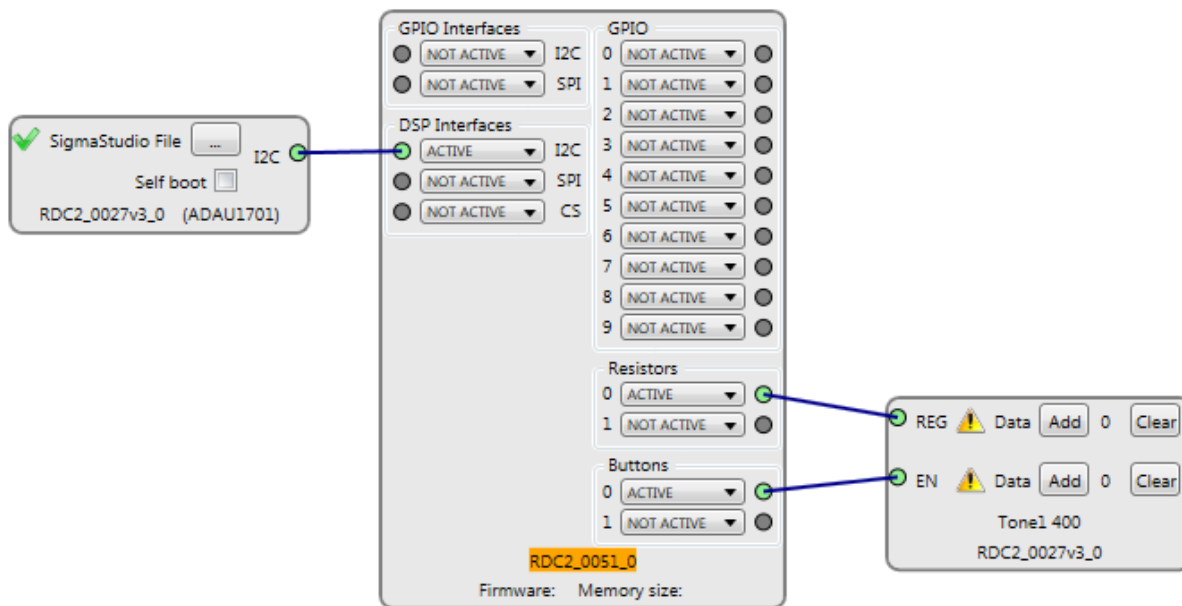 SigmaStudio File ... I2C
Self boot
RDC2_0027v3_0 (ADAU1701)
GPIO Interfaces
NOT ACTIVE I2C
NOT ACTIVE SPI
DSP Interfaces
ACTIVE I2C
NOT ACTIVE SPI
NOT ACTIVE CS
GPIO
0 NOT ACTIVE
1 NOT ACTIVE
2 NOT ACTIVE
3 NOT ACTIVE
4 NOT ACTIVE
5 NOT ACTIVE
6 NOT ACTIVE
7 NOT ACTIVE
8 NOT ACTIVE
9 NOT ACTIVE
Resistors
0 ACTIVE
1 NOT ACTIVE
Buttons
0 ACTIVE
1 NOT ACTIVE
RDC2_0051_0
Firmware: Memory size:
REG Data Add 0 Clear
EN Data Add 0 Clear
Tone1 400
RDC2_0027v3_0